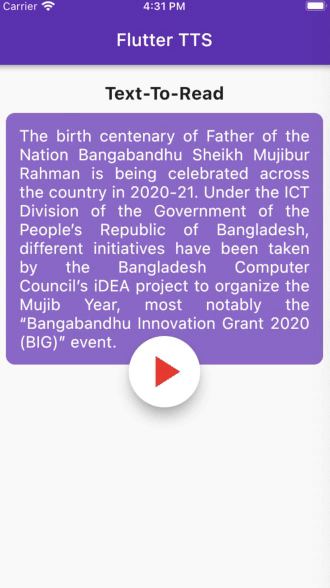 Carrier 4:31 PM
Flutter TTS
Text-To-Read
The birth centenary of Father of the
Nation Bangabandhu Sheikh Mujibur
Rahman is being celebrated across
the country in 2020-21. Under the ICT
Division of the Government of the
People’s Republic of Bangladesh,
different initiatives have been taken
by the Bangladesh Computer
Council’s iDEA project to organize the
Mujib Year, most notably the
“Bangabandhu Innovation Grant 2020
(BIG)” event.